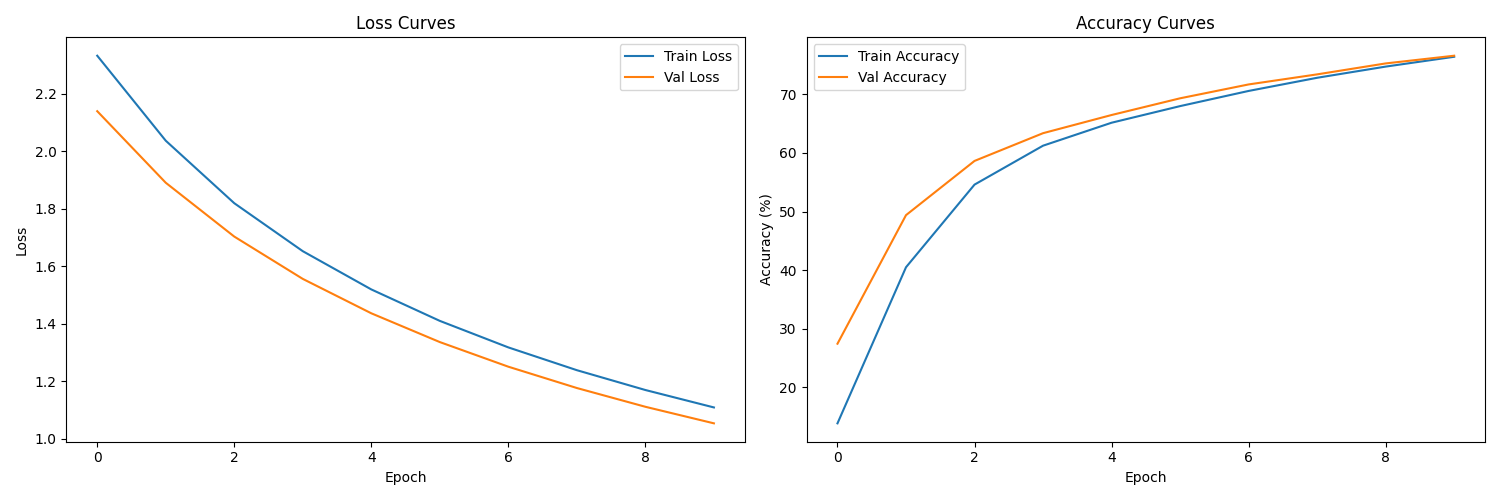 Loss Curves
Train Loss
Val Loss
2.2
2.0
1.8
1.6
1.4
1.2
1.0
Loss
0 2 4 6 8
Epoch
Accuracy Curves
Train Accuracy
Val Accuracy
70
60
50
40
30
20
Accuracy (%)
0 2 4 6 8
Epoch